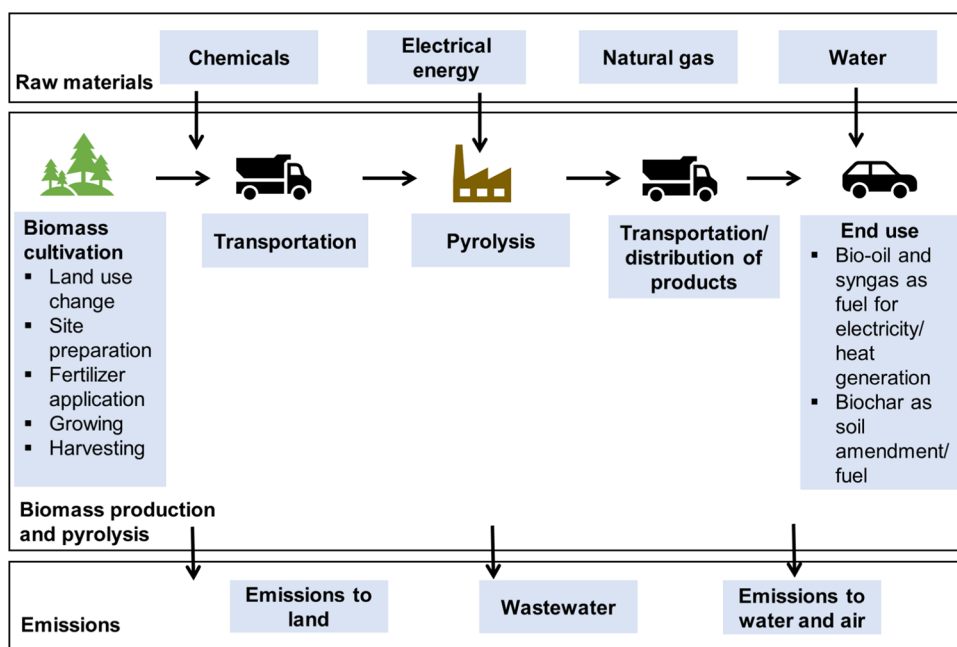 Chemicals
Electrical
energy
Natural gas
Water
Raw materials
Biomass
cultivation
▪ Land use
change
▪ Site
preparation
▪ Fertilizer
application
▪ Growing
▪ Harvesting
Transportation
Pyrolysis
Transportation/
distribution of
products
End use
▪ Bio-oil and
syngas as
fuel for
electricity/
heat
generation
▪ Biochar as
soil
amendment/
fuel
Biomass production
and pyrolysis
Emissions to
land
Wastewater
Emissions to
water and air
Emissions